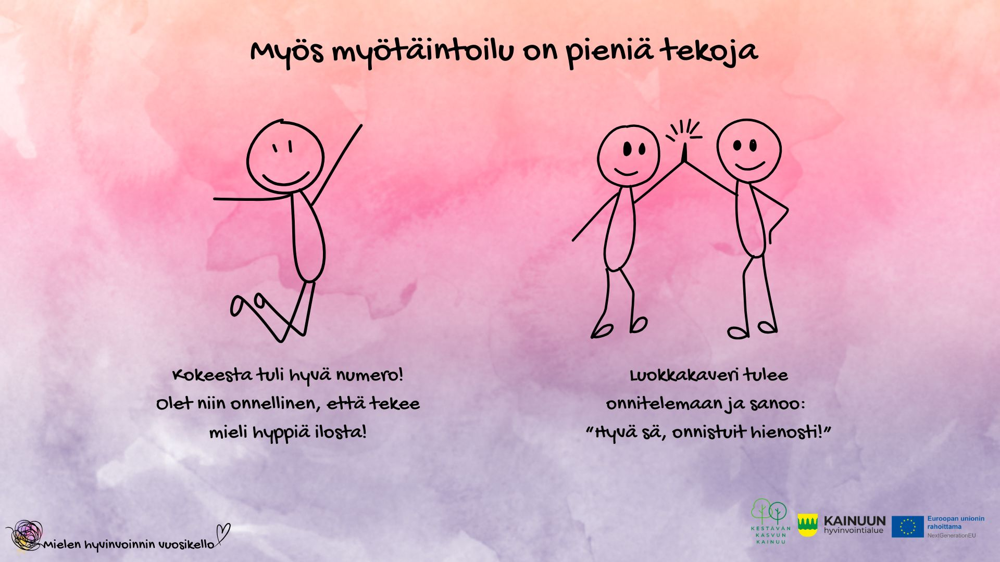 Myös myötäintoilu on pieniä tekoja
Kokeesta tuli hyvä numero!
Olet niin onnellinen, että tekee
mieli hyppiä ilosta!
Luokkakaveri tulee
onnitelemaan ja sanoo:
“Hyvä sä, onnistuit hienosti!”
Mielen hyvinvoinnin vuosikello
KESTÄVÄN
KASVUN
KAINUU
KAINUUN
hyvinvointialue
Euroopan unionin
rahoittama
NextGenerationEU